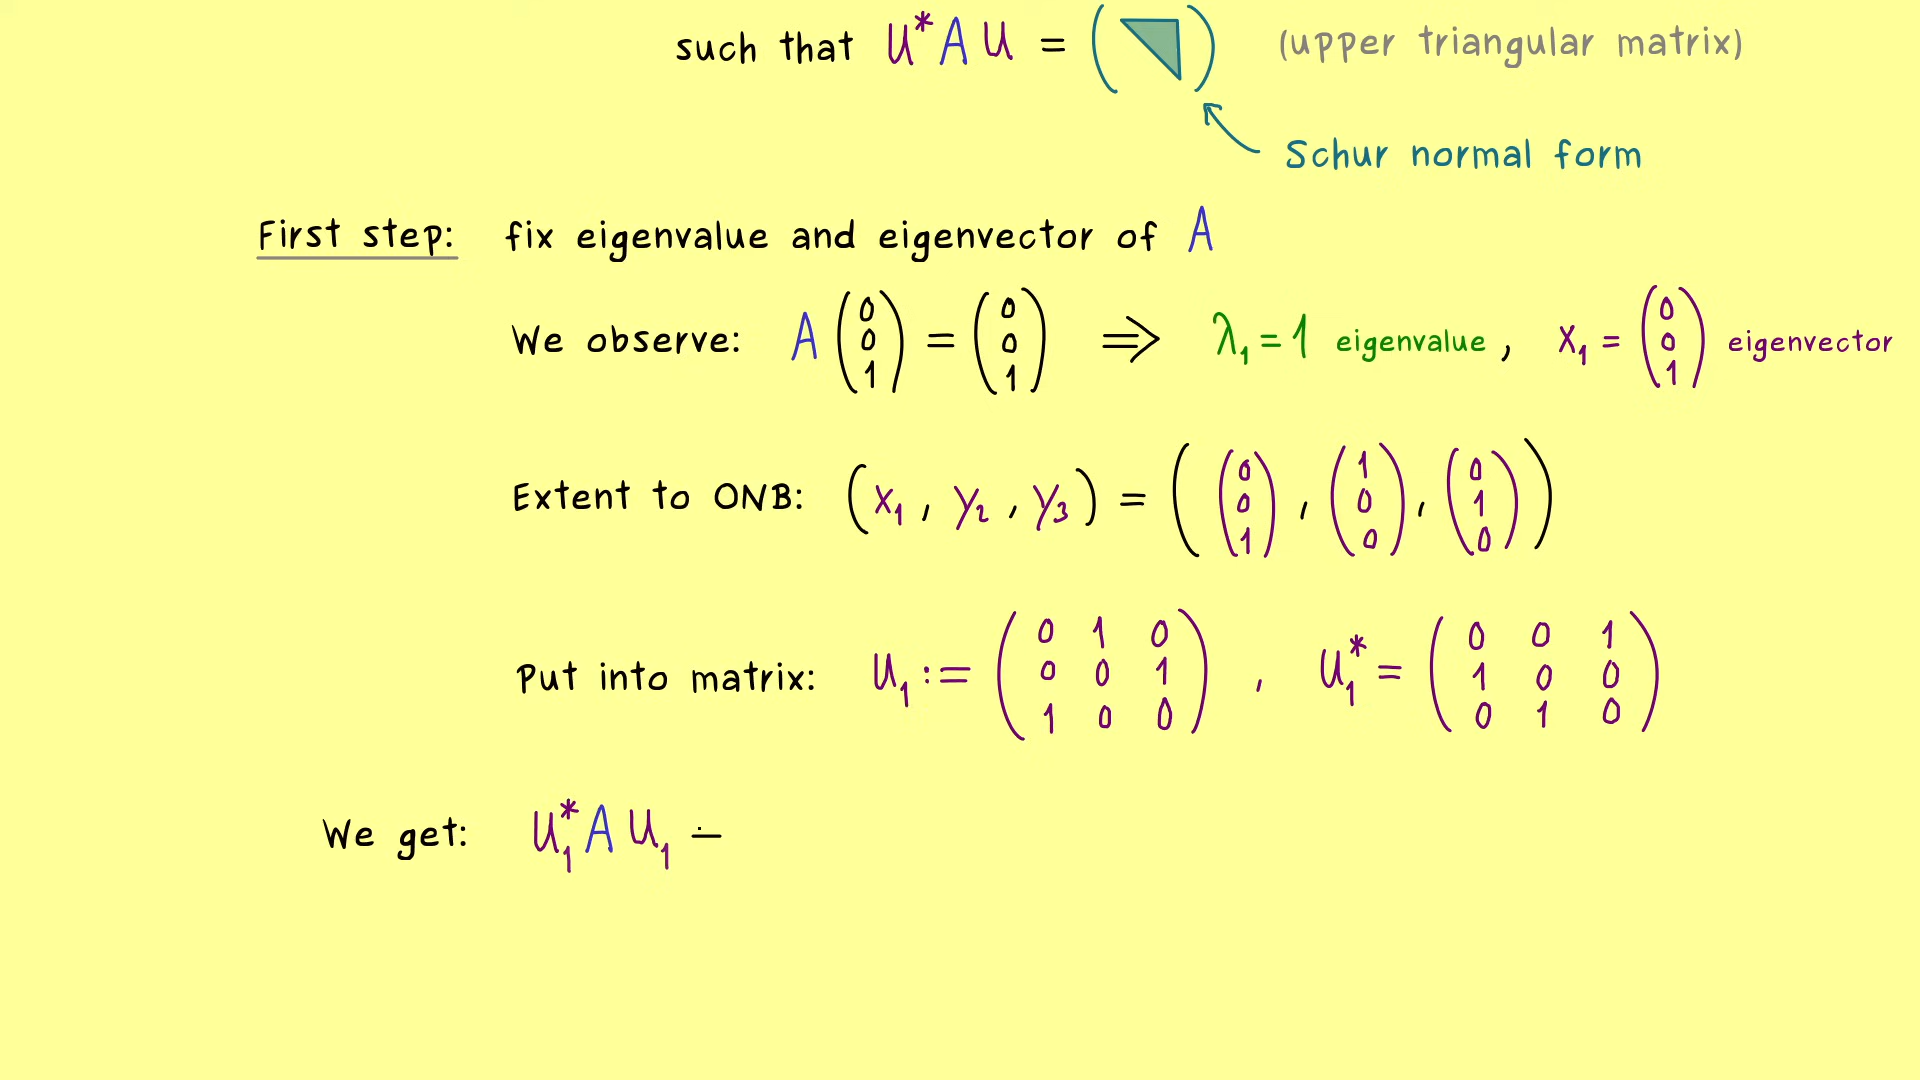 such that U* A U = ( ) (upper triangular matrix)
Schur normal form
First step: fix eigenvalue and eigenvector of A
We observe: A (0 0 1) = (0 0 1) ⇒ λ₁ = 1 eigenvalue, x₁ = (0 0 1) eigenvector
Extent to ONB: (x₁, y₂, y₃) = ((0 0 1), (1 0 0), (0 1 0))
Put into matrix: U₁ := (0 1 0 / 0 0 1 / 1 0 0), U₁* = (0 0 1 / 1 0 0 / 0 1 0)
We get: U₁* A U₁ –